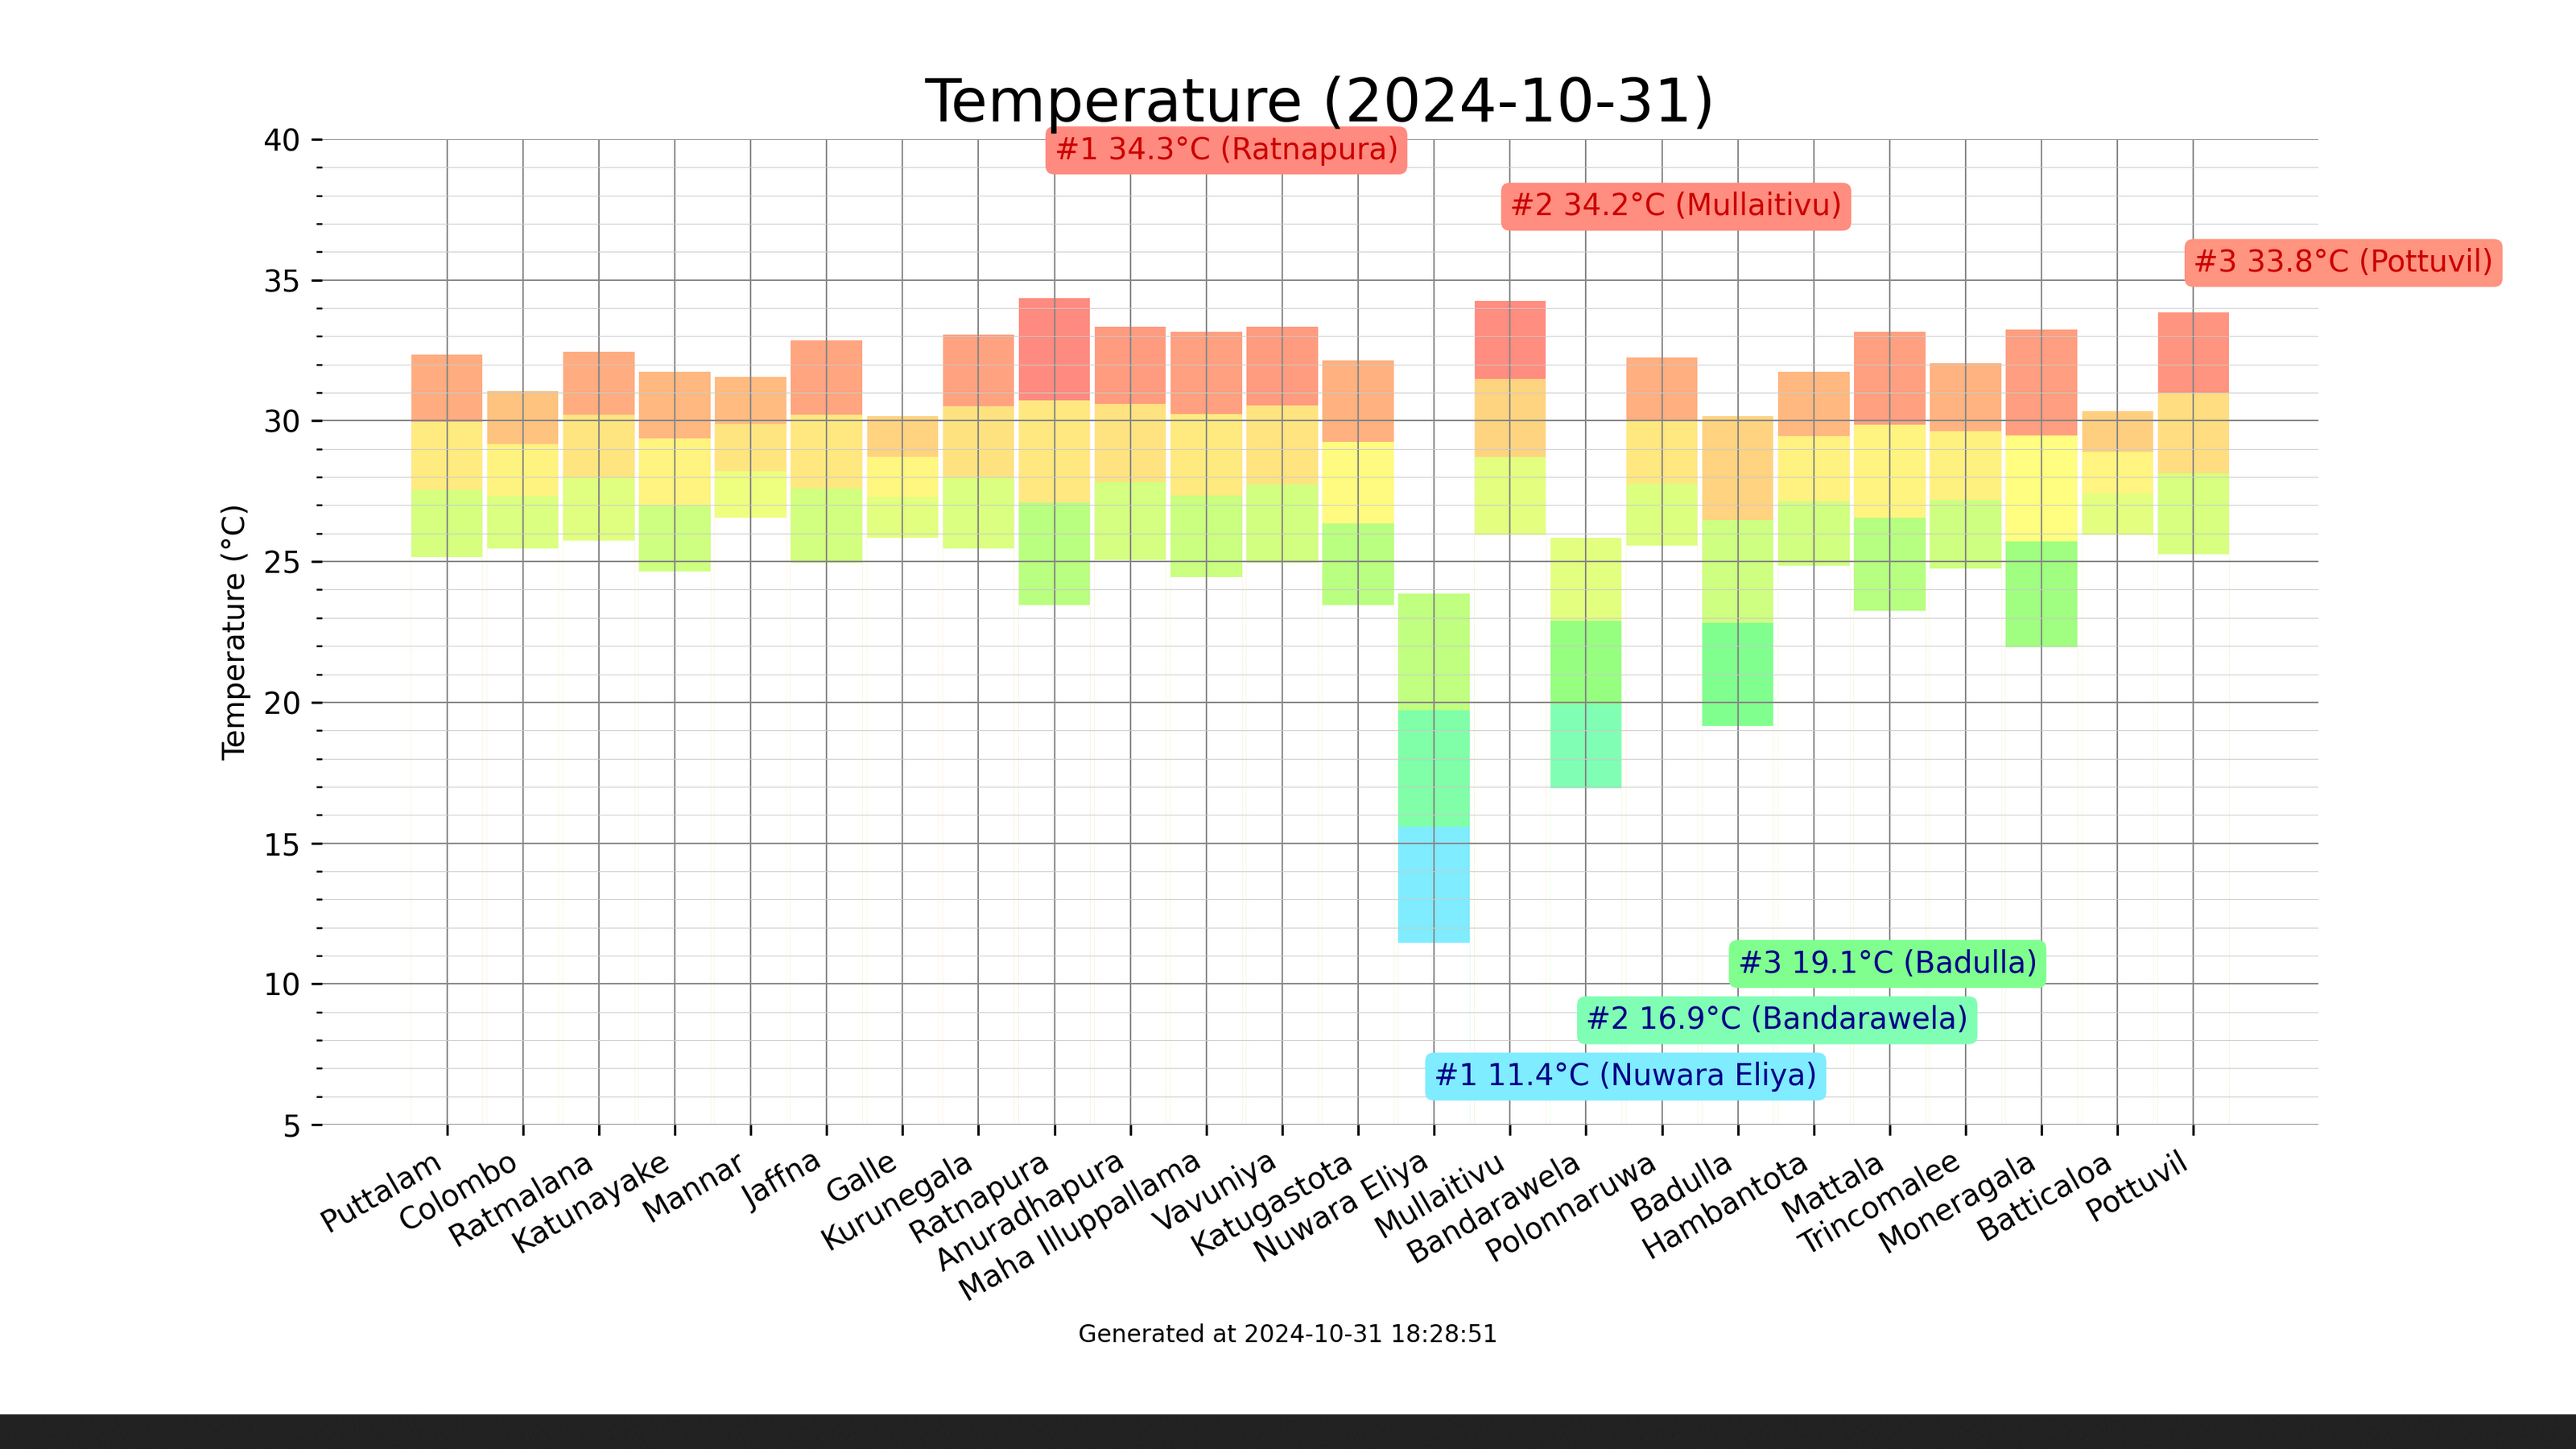 Temperature (2024-10-31)
#1 34.3°C (Ratnapura)
#2 34.2°C (Mullaitivu)
#3 33.8°C (Pottuvil)
40
35
30
25
20
15
10
5
Temperature (°C)
#3 19.1°C (Badulla)
#2 16.9°C (Bandarawela)
#1 11.4°C (Nuwara Eliya)
Puttalam
Colombo
Ratmalana
Katunayake
Mannar
Jaffna
Galle
Kurunegala
Ratnapura
Anuradhapura
Maha Illuppallama
Vavuniya
Katugastota
Nuwara Eliya
Mullaitivu
Bandarawela
Polonnaruwa
Badulla
Hambantota
Mattala
Trincomalee
Moneragala
Batticaloa
Pottuvil
Generated at 2024-10-31 18:28:51